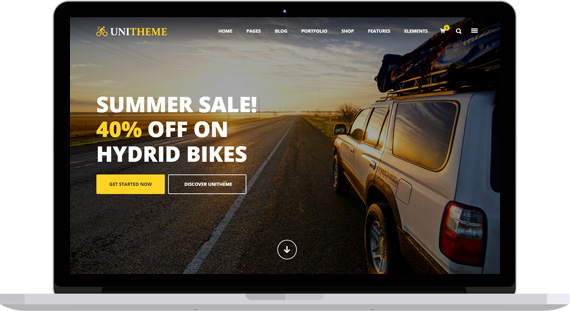 UNITHEME
HOME PAGES BLOG PORTFOLIO SHOP FEATURES ELEMENTS
SUMMER SALE!
40% OFF ON
HYDRID BIKES
GET STARTED NOW DISCOVER UNITHEME